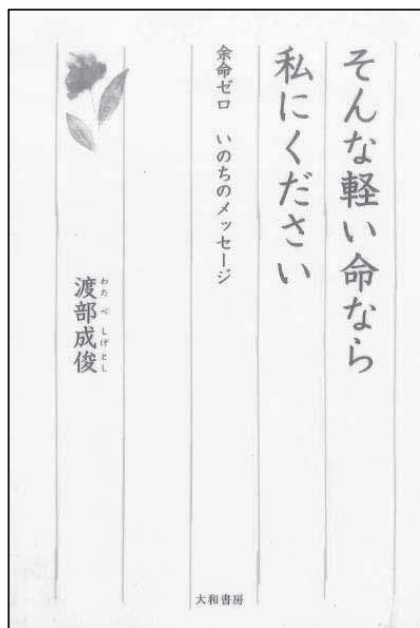 そんな軽い命なら
私にください
余命ゼロ　いのちのメッセージ
わたべしげとし
渡部成俊
大和書房